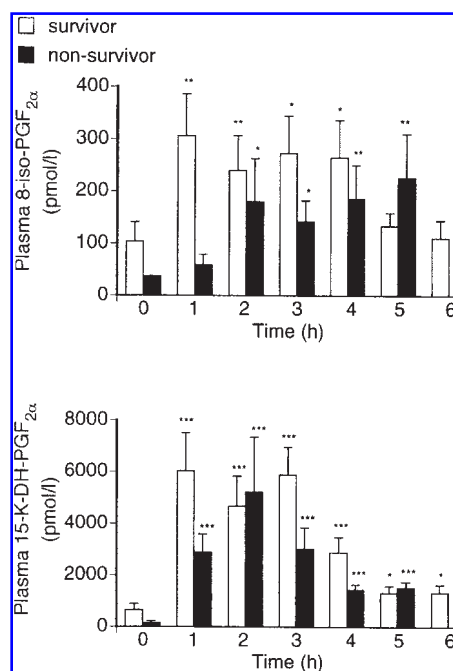 survivor
non-survivor
Plasma 8-iso-PGF2α
(pmol/l)
400
300
200
100
0
**
**
*
*
*
*
**
**
0 1 2 3 4 5 6
Time (h)
Plasma 15-K-DH-PGF2α
(pmol/l)
8000
6000
4000
2000
0
***
***
***
***
***
***
***
***
*
***
*
0 1 2 3 4 5 6
Time (h)